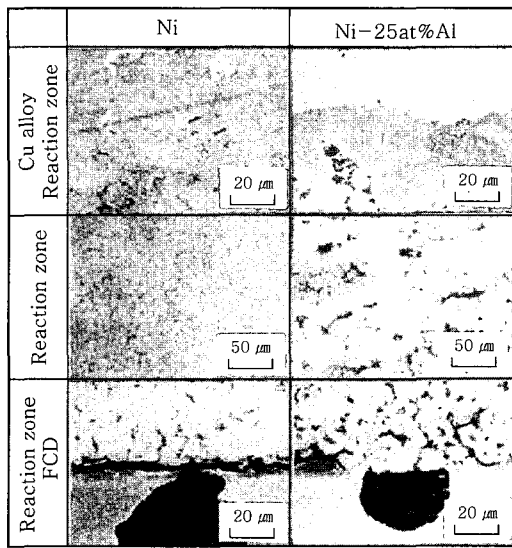 Ni
Ni-25at%Al
Cu alloy
Reaction zone
20 μm
20 μm
Reaction zone
50 μm
50 μm
Reaction zone
FCD
20 μm
20 μm